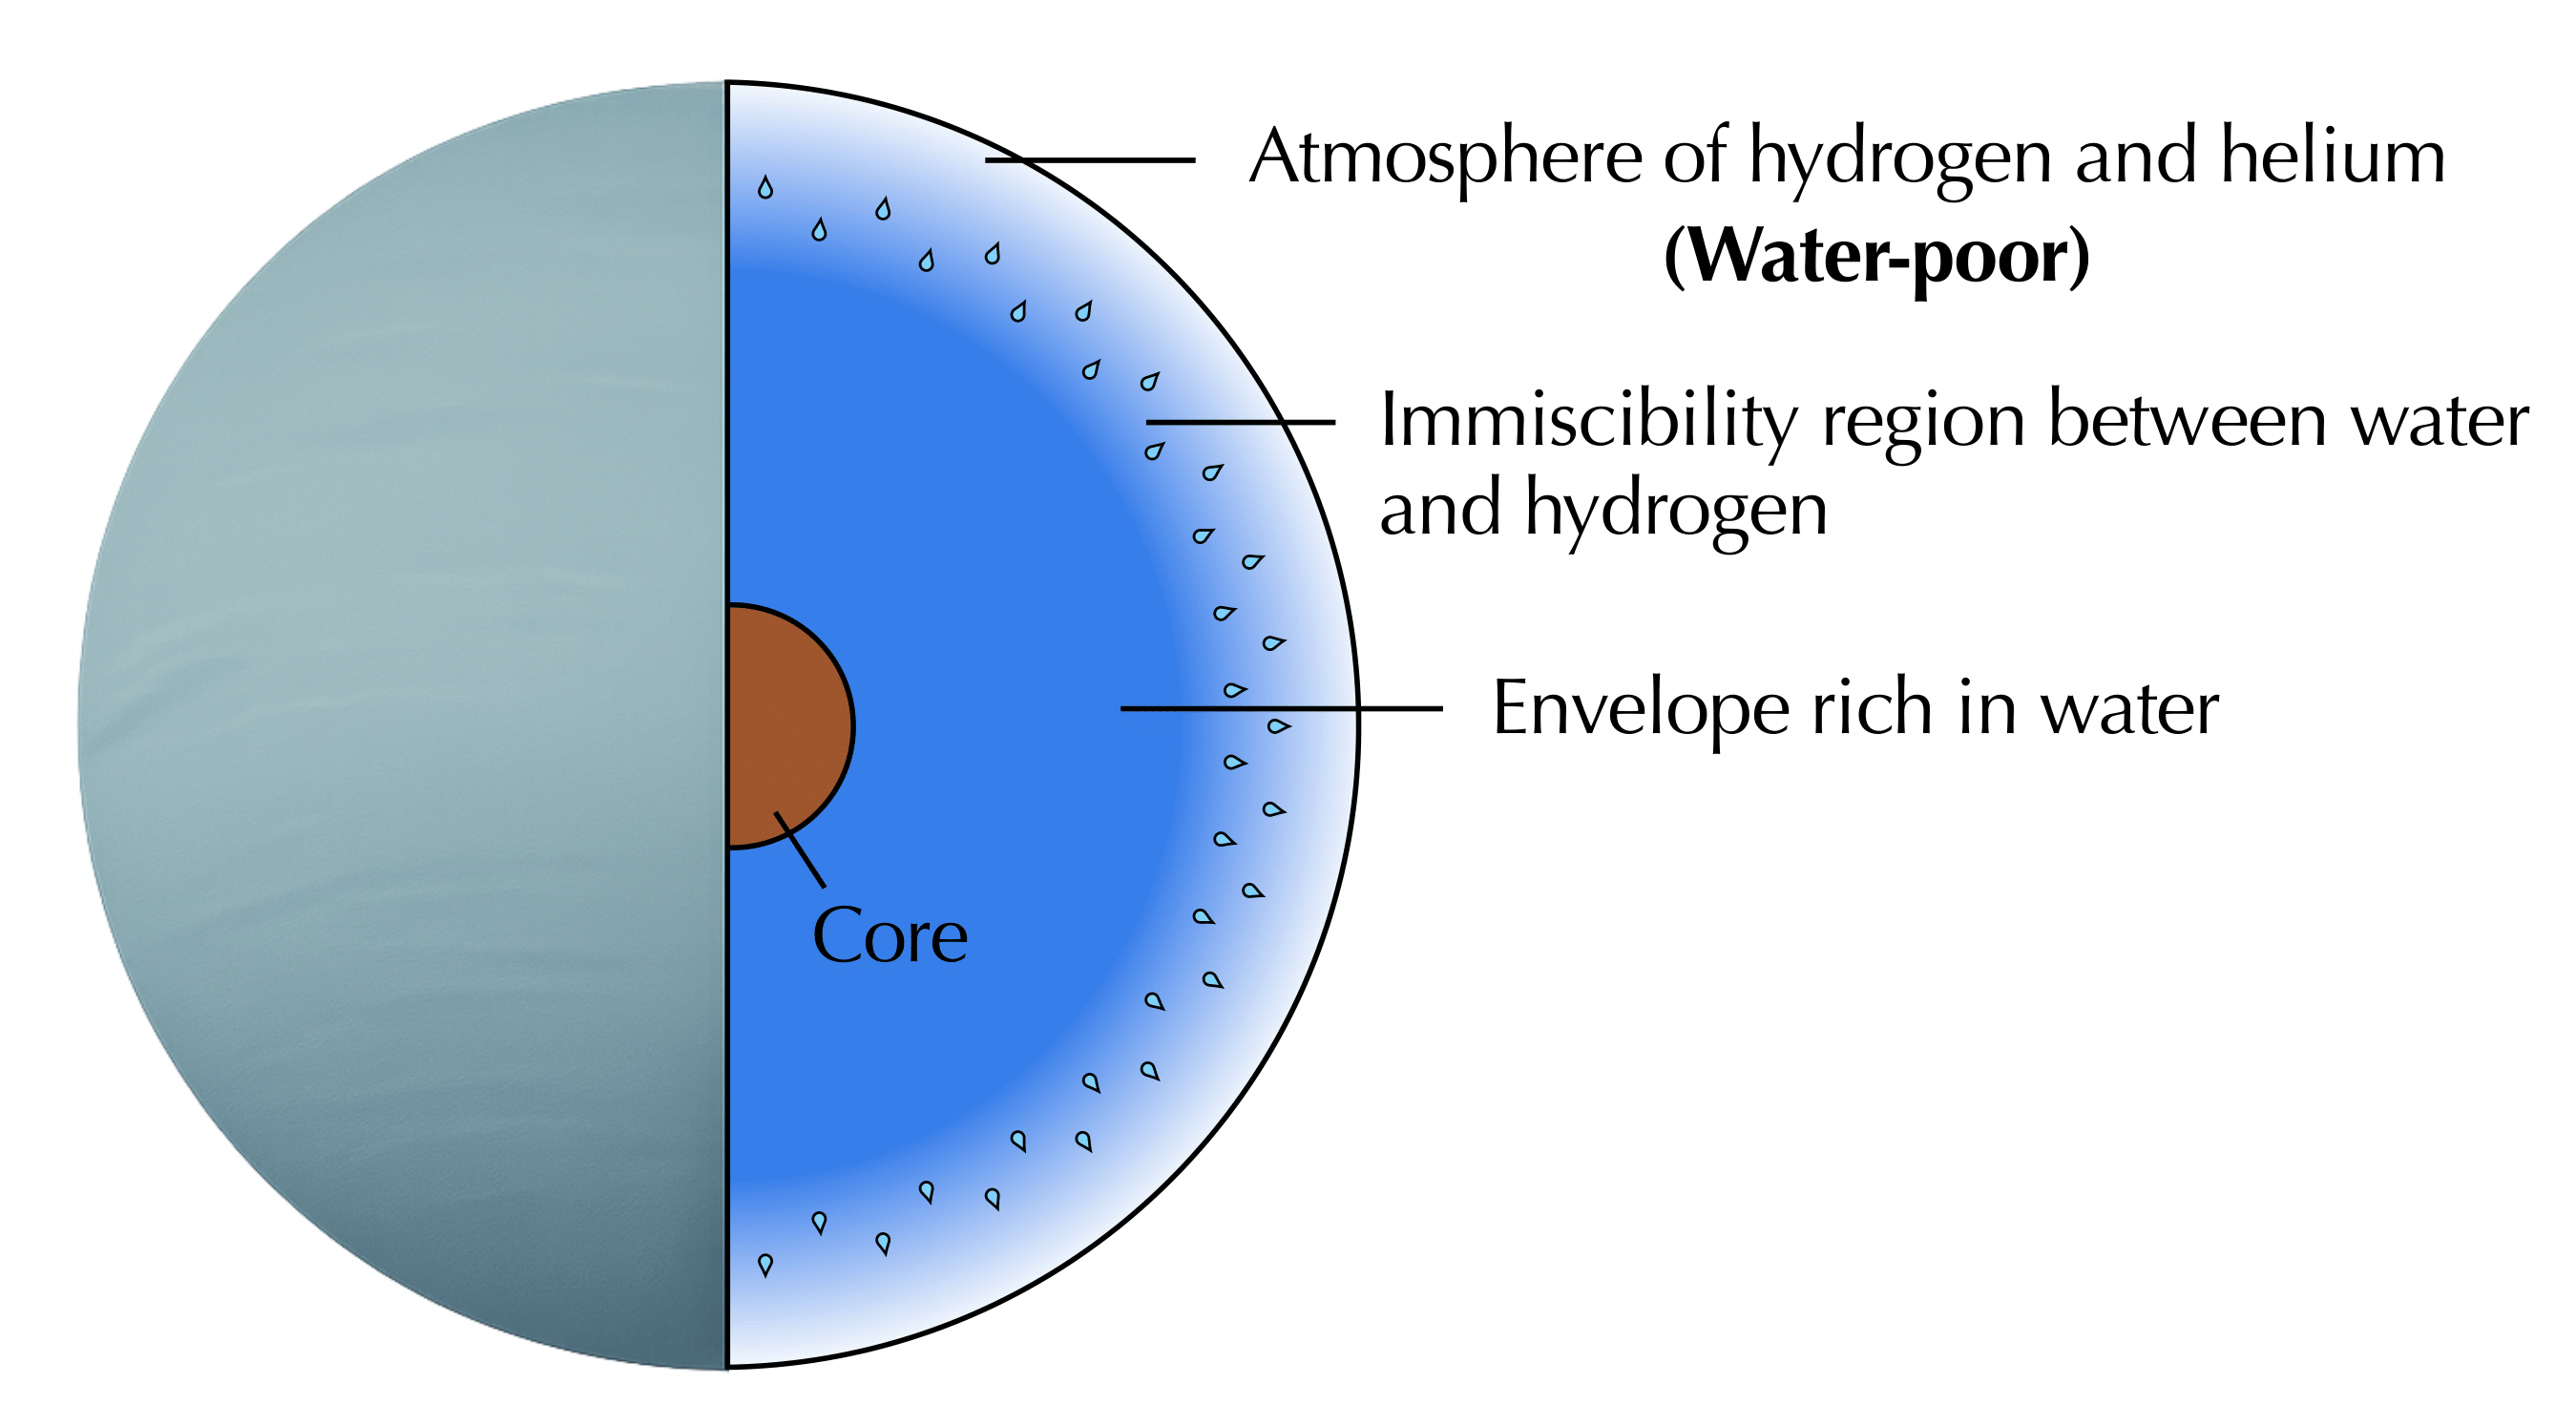 Atmosphere of hydrogen and helium
(Water-poor)
Immiscibility region between water
and hydrogen
Envelope rich in water
Core